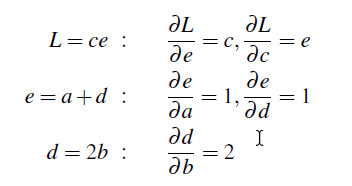 L = ce : ∂L/∂e = c, ∂L/∂c = e
e = a+d : ∂e/∂a = 1, ∂e/∂d = 1
d = 2b : ∂d/∂b = 2